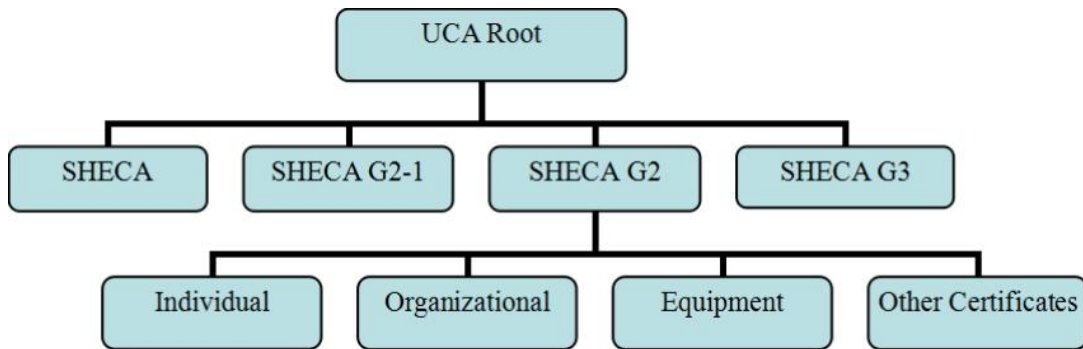 UCA Root
SHECA
SHECA G2-1
SHECA G2
SHECA G3
Individual
Organizational
Equipment
Other Certificates